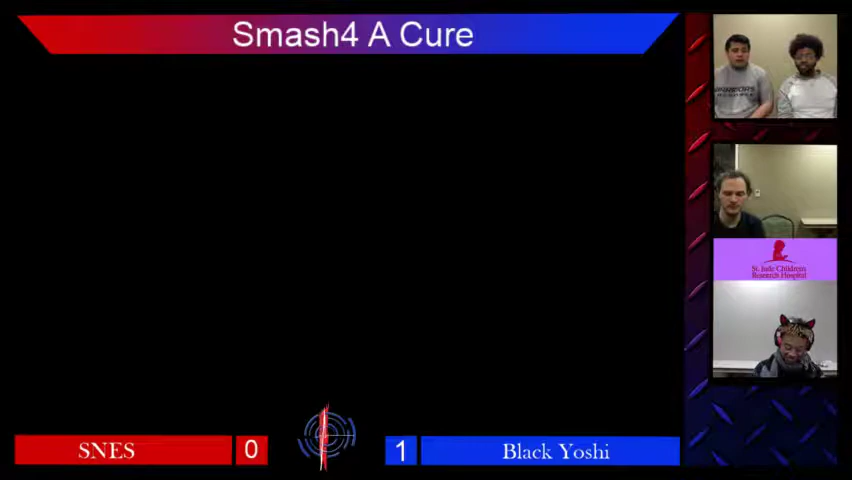 Smash4 A Cure
St. Jude Children's
Research Hospital
SNES
0
1
Black Yoshi